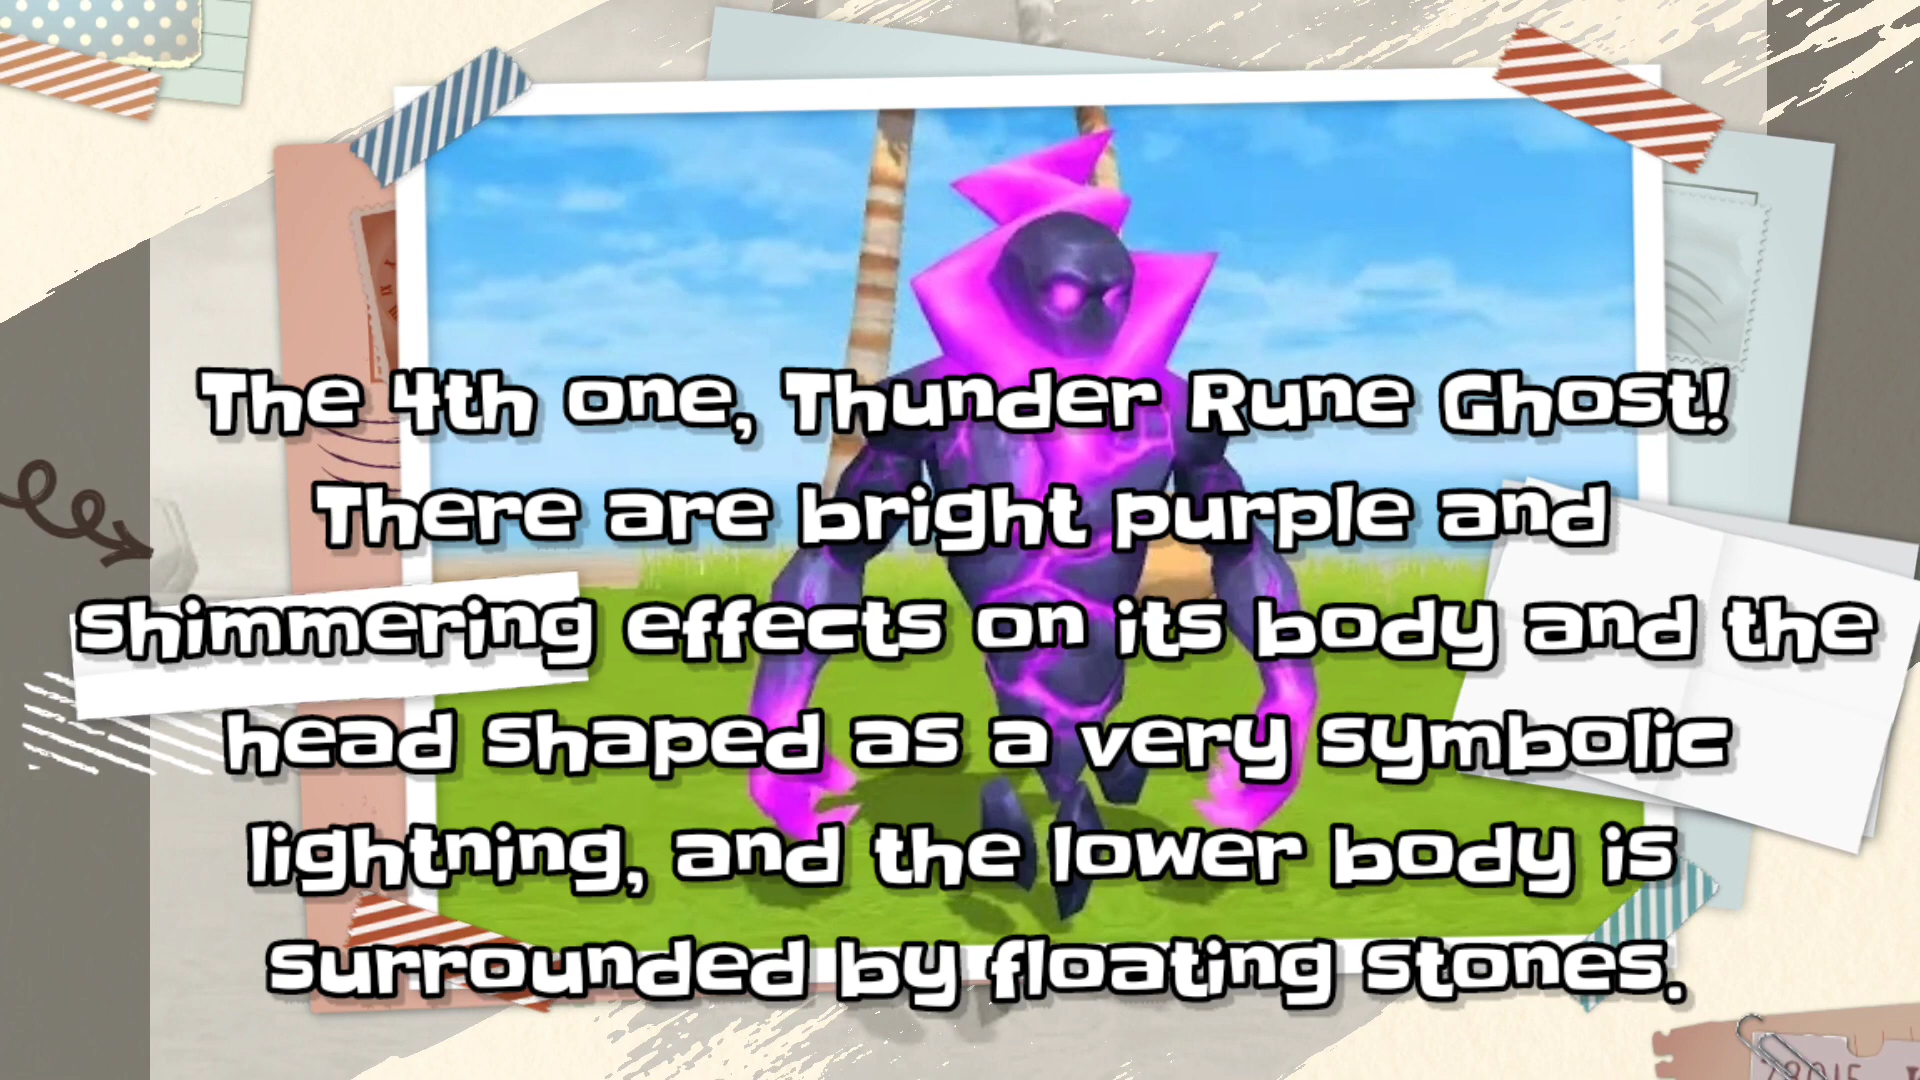 The 4th one, Thunder Rune Ghost!
There are bright purple and
shimmering effects on its body and the
head shaped as a very symbolic
lightning, and the lower body is
surrounded by floating stones.